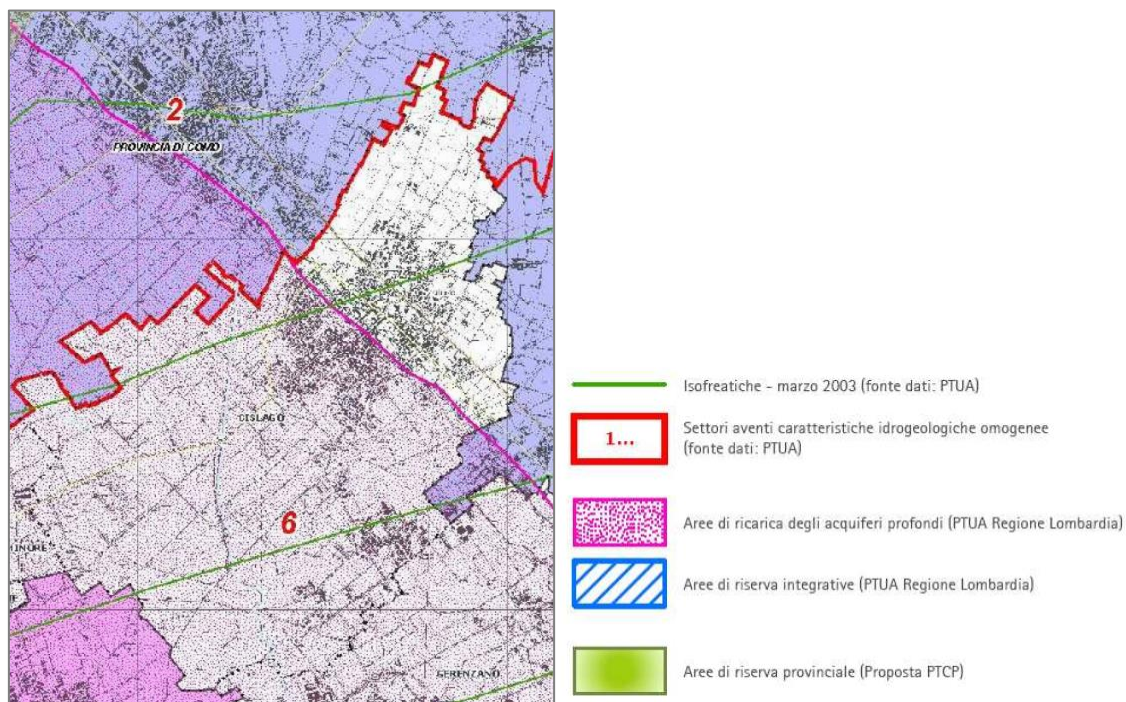 2
PROVINCIA DI COMO
CISLAGO
6
GERENZANO
Isofreatiche - marzo 2003 (fonte dati: PTUA)
1...
Settori aventi caratteristiche idrogeologiche omogenee
(fonte dati: PTUA)
Aree di ricarica degli acquiferi profondi (PTUA Regione Lombardia)
Aree di riserva integrative (PTUA Regione Lombardia)
Aree di riserva provinciale (Proposta PTCP)